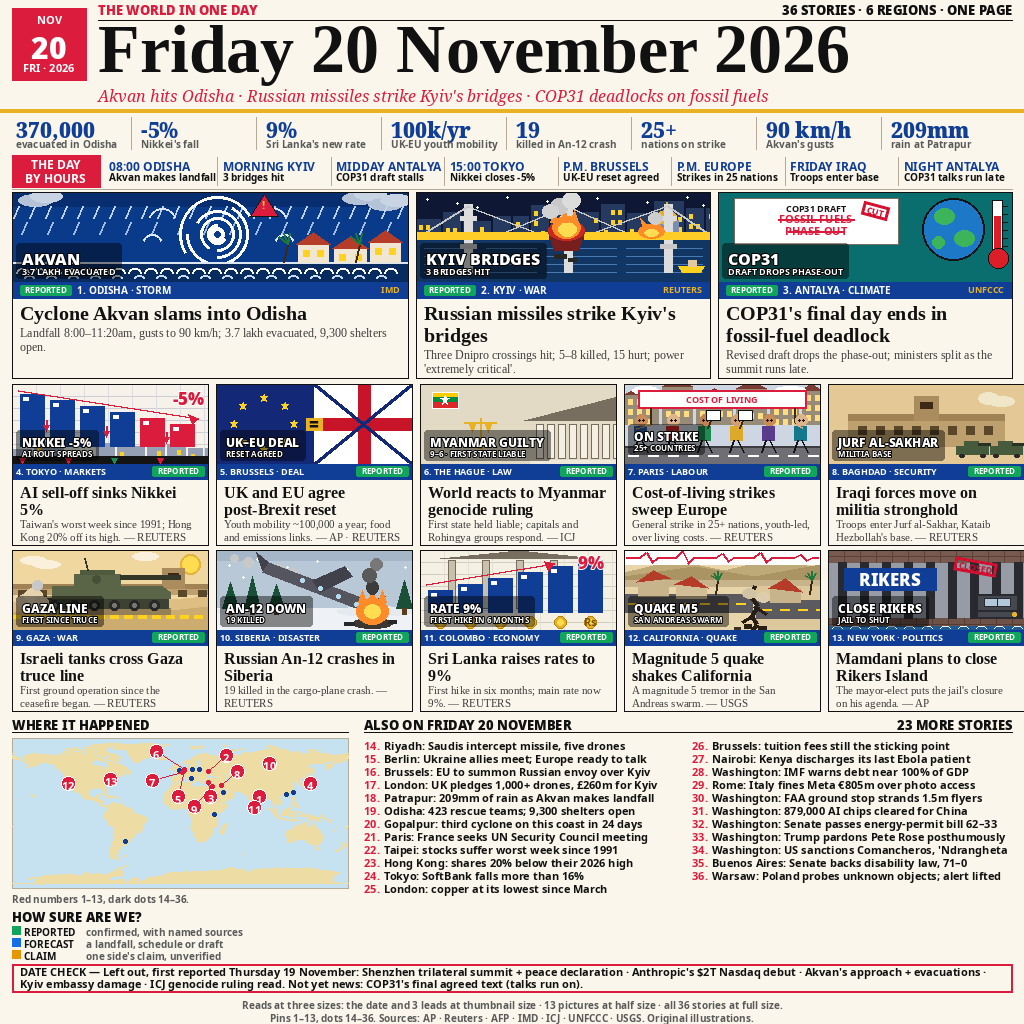 NOV
20
FRI · 2026
THE WORLD IN ONE DAY
36 STORIES · 6 REGIONS · ONE PAGE
Friday 20 November 2026
Akvan hits Odisha · Russian missiles strike Kyiv's bridges · COP31 deadlocks on fossil fuels
370,000
evacuated in Odisha
-5%
Nikkei's fall
9%
Sri Lanka's new rate
100k/yr
UK-EU youth mobility
19
killed in An-12 crash
25+
nations on strike
90 km/h
Akvan's gusts
209mm
rain at Patrapur
THE DAY
BY HOURS
08:00 ODISHA
Akvan makes landfall
MORNING KYIV
3 bridges hit
MIDDAY ANTALYA
COP31 draft stalls
15:00 TOKYO
Nikkei closes -5%
P.M. BRUSSELS
UK-EU reset agreed
P.M. EUROPE
Strikes in 25 nations
FRIDAY IRAQ
Troops enter base
NIGHT ANTALYA
COP31 talks run late
!
AKVAN
3.7 LAKH EVACUATED
REPORTED 1. ODISHA · STORM IMD
Cyclone Akvan slams into Odisha
Landfall 8:00–11:20am, gusts to 90 km/h; 3.7 lakh evacuated, 9,300 shelters
open.
KYIV BRIDGES
3 BRIDGES HIT
REPORTED 2. KYIV · WAR REUTERS
Russian missiles strike Kyiv's
bridges
Three Dnipro crossings hit; 5–8 killed, 15 hurt; power
'extremely critical'.
COP31 DRAFT
FOSSIL-FUELS
PHASE-OUT
CUT
COP31
DRAFT DROPS PHASE-OUT
REPORTED 3. ANTALYA · CLIMATE UNFCCC
COP31's final day ends in
fossil-fuel deadlock
Revised draft drops the phase-out; ministers split as the
summit runs late.
-5%
NIKKEI -5%
AI ROUT SPREADS
4. TOKYO · MARKETS REPORTED
AI sell-off sinks Nikkei
5%
Taiwan's worst week since 1991; Hong
Kong 20% off its high. — REUTERS
=
UK–EU DEAL
RESET AGREED
5. BRUSSELS · DEAL REPORTED
UK and EU agree
post-Brexit reset
Youth mobility ~100,000 a year; food
and emissions links. — AP · REUTERS
MYANMAR GUILTY
9–6 · FIRST STATE LIABLE
6. THE HAGUE · LAW REPORTED
World reacts to Myanmar
genocide ruling
First state held liable; capitals and
Rohingya groups respond. — ICJ
COST OF LIVING
ON STRIKE
25+ COUNTRIES
7. PARIS · LABOUR REPORTED
Cost-of-living strikes
sweep Europe
General strike in 25+ nations, youth-led,
over living costs. — REUTERS
JURF AL-SAKHAR
MILITIA BASE
8. BAGHDAD · SECURITY REPORTED
Iraqi forces move on
militia stronghold
Troops enter Jurf al-Sakhar, Kataib
Hezbollah's base. — REUTERS
GAZA LINE
FIRST SINCE TRUCE
9. GAZA · WAR REPORTED
Israeli tanks cross Gaza
truce line
First ground operation since the
ceasefire began. — REUTERS
AN-12 DOWN
19 KILLED
10. SIBERIA · DISASTER REPORTED
Russian An-12 crashes in
Siberia
19 killed in the cargo-plane crash. —
REUTERS
9%
RATE 9%
FIRST HIKE IN 6 MONTHS
Rs
11. COLOMBO · ECONOMY REPORTED
Sri Lanka raises rates to
9%
First hike in six months; main rate now
9%. — REUTERS
QUAKE M5
SAN ANDREAS SWARM
12. CALIFORNIA · QUAKE REPORTED
Magnitude 5 quake
shakes California
A magnitude 5 tremor in the San
Andreas swarm. — USGS
RIKERS
CLOSED
CLOSE RIKERS
JAIL TO SHUT
13. NEW YORK · POLITICS REPORTED
Mamdani plans to close
Rikers Island
The mayor-elect puts the jail's closure
on his agenda. — AP
WHERE IT HAPPENED
6
2
10
12
13
7
8
4
5
3
1
9
11
Red numbers 1–13, dark dots 14–36.
HOW SURE ARE WE?
REPORTED confirmed, with named sources
FORECAST a landfall, schedule or draft
CLAIM one side's claim, unverified
ALSO ON FRIDAY 20 NOVEMBER
23 MORE STORIES
14. Riyadh: Saudis intercept missile, five drones
15. Berlin: Ukraine allies meet; Europe ready to talk
16. Brussels: EU to summon Russian envoy over Kyiv
17. London: UK pledges 1,000+ drones, £260m for Kyiv
18. Patrapur: 209mm of rain as Akvan makes landfall
19. Odisha: 423 rescue teams; 9,300 shelters open
20. Gopalpur: third cyclone on this coast in 24 days
21. Paris: France seeks UN Security Council meeting
22. Taipei: stocks suffer worst week since 1991
23. Hong Kong: shares 20% below their 2026 high
24. Tokyo: SoftBank falls more than 16%
25. London: copper at its lowest since March
26. Brussels: tuition fees still the sticking point
27. Nairobi: Kenya discharges its last Ebola patient
28. Washington: IMF warns debt near 100% of GDP
29. Rome: Italy fines Meta €805m over photo access
30. Washington: FAA ground stop strands 1.5m flyers
31. Washington: 879,000 AI chips cleared for China
32. Washington: Senate passes energy-permit bill 62–33
33. Washington: Trump pardons Pete Rose posthumously
34. Washington: US sanctions Comancheros, 'Ndrangheta
35. Buenos Aires: Senate backs disability law, 71–0
36. Warsaw: Poland probes unknown objects; alert lifted
DATE CHECK — Left out, first reported Thursday 19 November: Shenzhen trilateral summit + peace declaration · Anthropic's $2T Nasdaq debut · Akvan's approach + evacuations ·
Kyiv embassy damage · ICJ genocide ruling read. Not yet news: COP31's final agreed text (talks run on).
Reads at three sizes: the date and 3 leads at thumbnail size · 13 pictures at half size · all 36 stories at full size.
Pins 1–13, dots 14–36. Sources: AP · Reuters · AFP · IMD · ICJ · UNFCCC · USGS. Original illustrations.